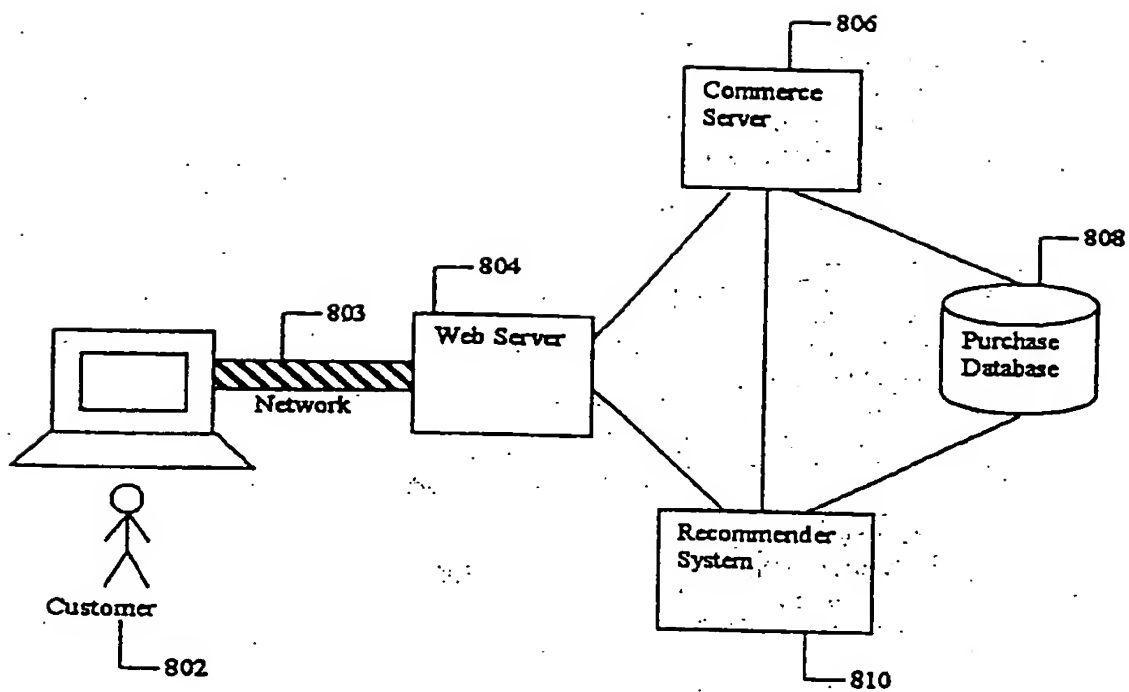 806
Commerce
Server
808
804
803
Web Server
Purchase
Database
Network
Recommender
System
Customer
802
810